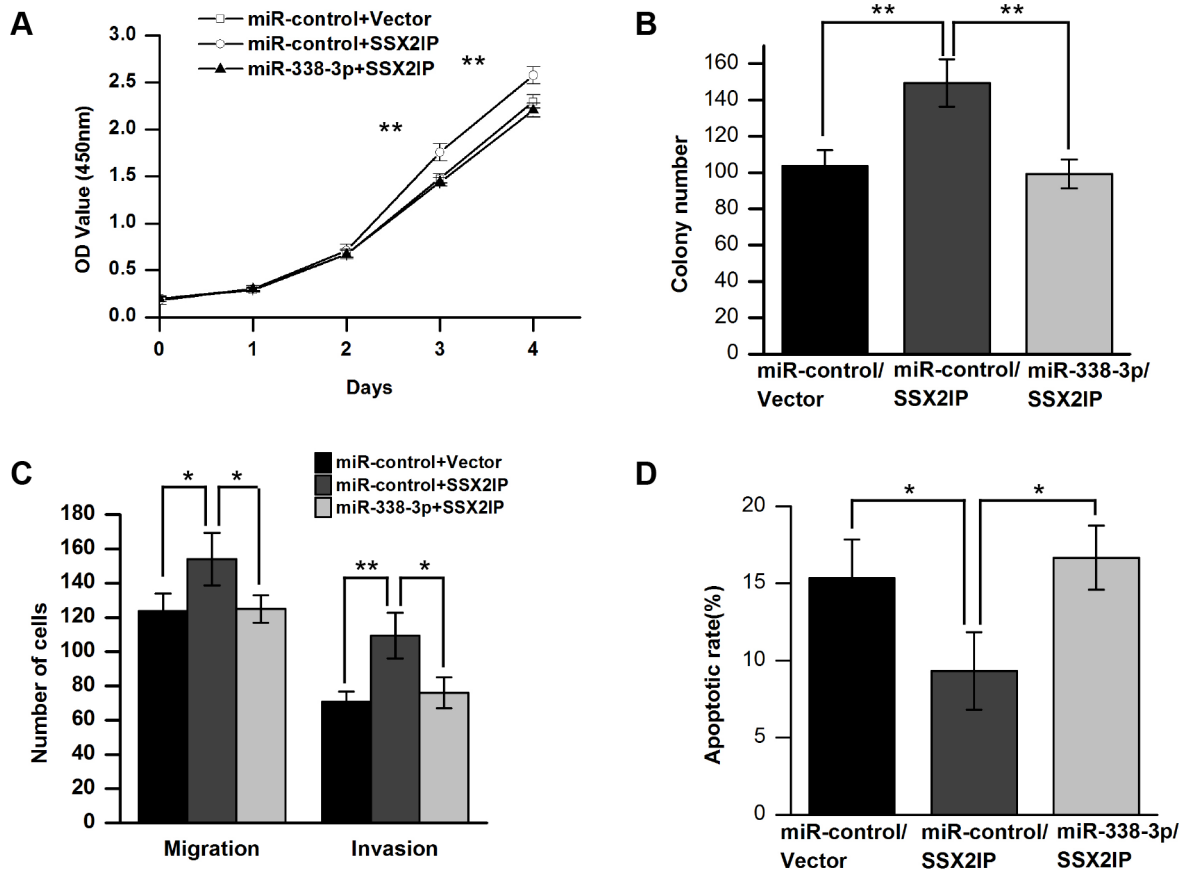 A
miR-control+Vector
miR-control+SSX2IP
miR-338-3p+SSX2IP
3.0
2.5
2.0
1.5
1.0
0.5
0.0
OD Value (450nm)
**
**
0 1 2 3 4
Days
B
**
**
160
140
120
100
80
60
40
20
0
Colony number
miR-control/
Vector
miR-control/
SSX2IP
miR-338-3p/
SSX2IP
C
miR-control+Vector
miR-control+SSX2IP
miR-338-3p+SSX2IP
*
*
**
*
180
160
140
120
100
80
60
40
20
0
Number of cells
Migration
Invasion
D
*
*
20
15
10
5
0
Apoptotic rate(%)
miR-control/
Vector
miR-control/
SSX2IP
miR-338-3p/
SSX2IP